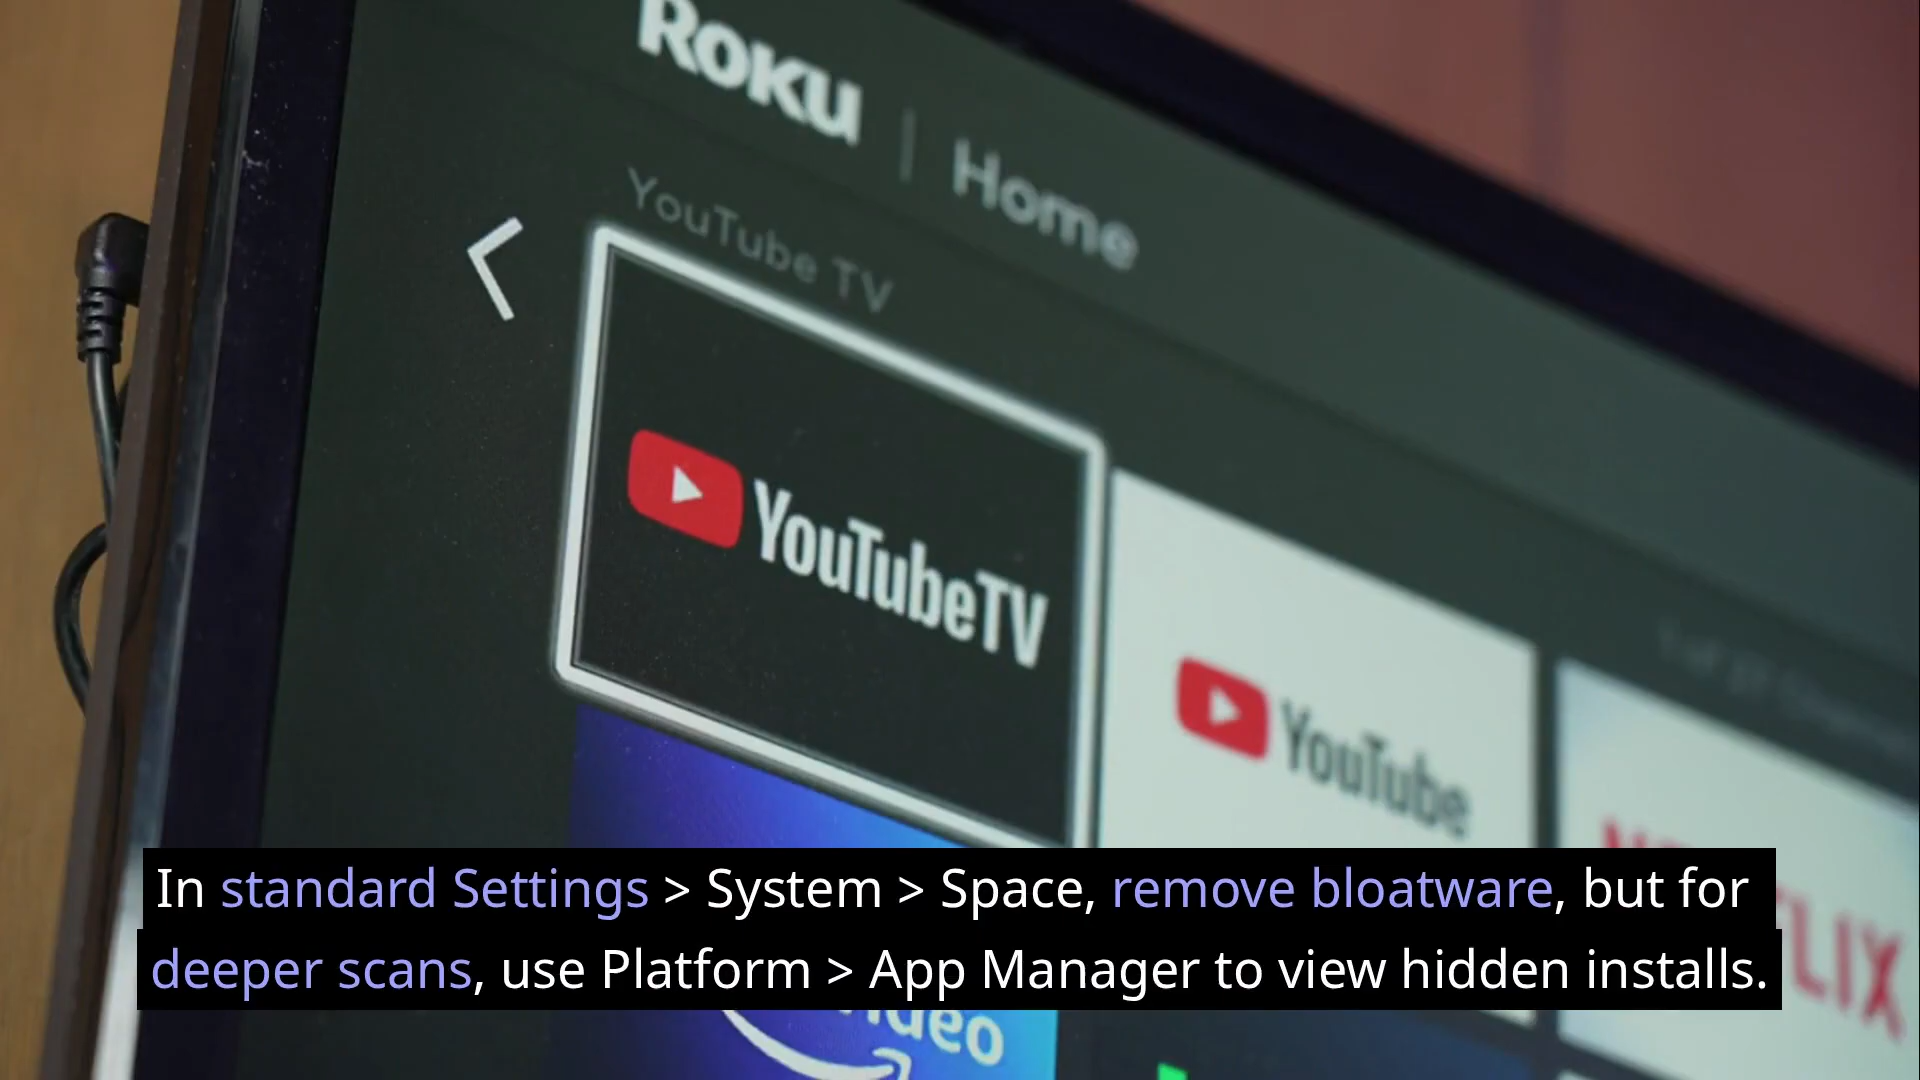 Roku | Home
YouTube TV
YouTubeTV
YouTube
In standard Settings > System > Space, remove bloatware, but for
deeper scans, use Platform > App Manager to view hidden installs.